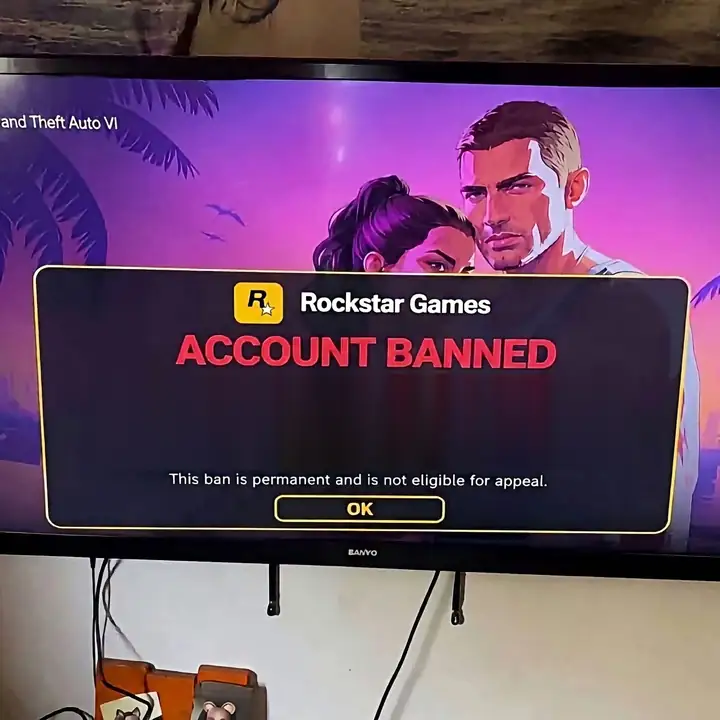 and Theft Auto VI
R
Rockstar Games
ACCOUNT BANNED
This ban is permanent and is not eligible for appeal.
OK
SANYO